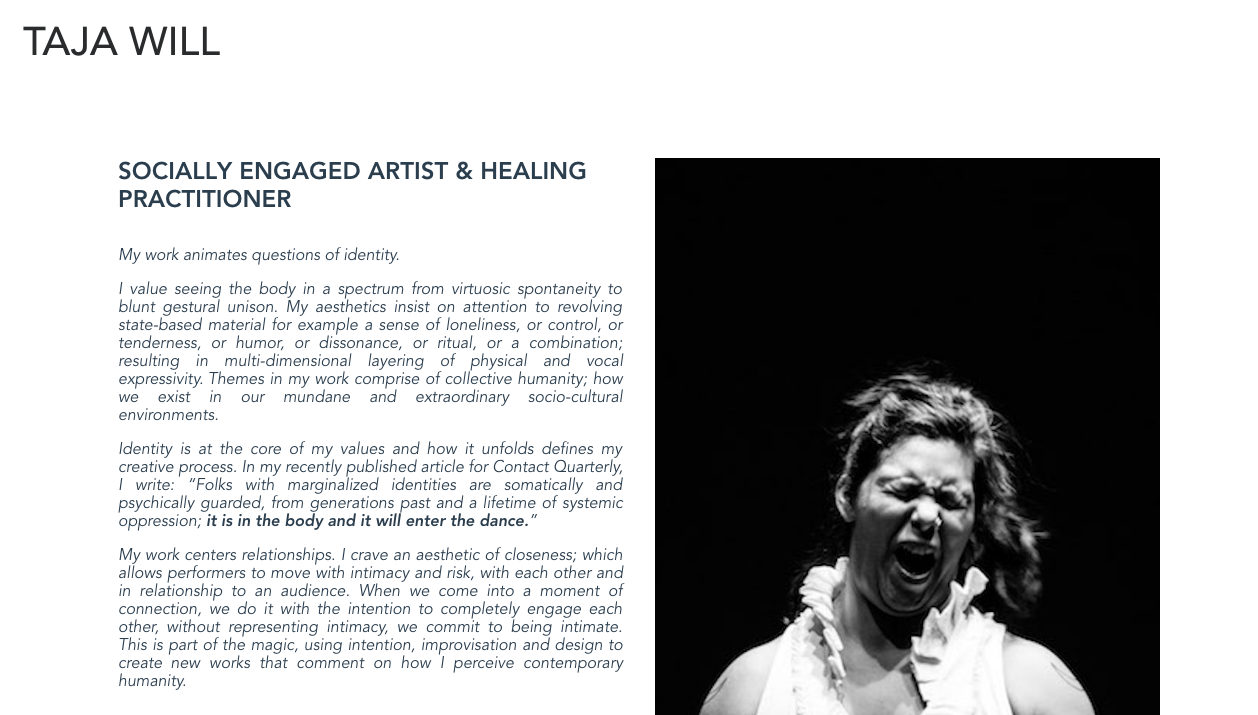 TAJA WILL
SOCIALLY ENGAGED ARTIST & HEALING
PRACTITIONER
My work animates questions of identity.
I value seeing the body in a spectrum from virtuosic spontaneity to
blunt gestural unison. My aesthetics insist on attention to revolving
state-based material for example a sense of loneliness, or control, or
tenderness, or humor, or dissonance, or ritual, or a combination;
resulting in multi-dimensional layering of physical and vocal
expressivity. Themes in my work comprise of collective humanity; how
we exist in our mundane and extraordinary socio-cultural
environments.
Identity is at the core of my values and how it unfolds defines my
creative process. In my recently published article for Contact Quarterly,
I write: “Folks with marginalized identities are somatically and
psychically guarded, from generations past and a lifetime of systemic
oppression; it is in the body and it will enter the dance.”
My work centers relationships. I crave an aesthetic of closeness; which
allows performers to move with intimacy and risk, with each other and
in relationship to an audience. When we come into a moment of
connection, we do it with the intention to completely engage each
other, without representing intimacy, we commit to being intimate.
This is part of the magic, using intention, improvisation and design to
create new works that comment on how I perceive contemporary
humanity.